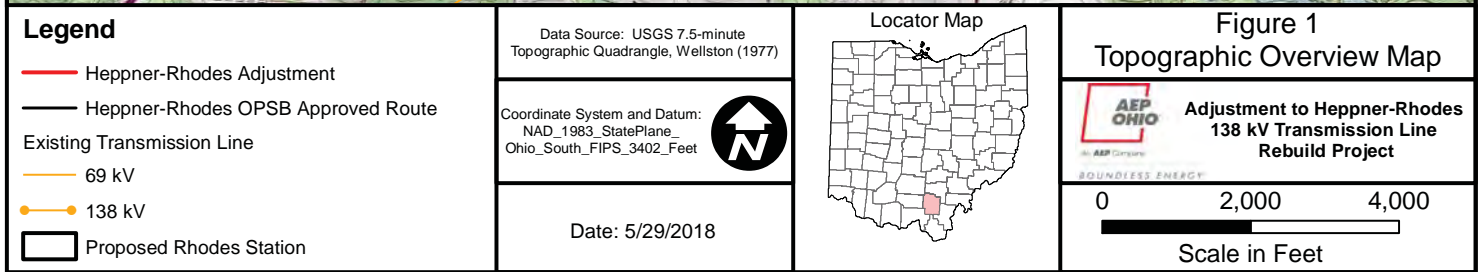 Legend
Heppner-Rhodes Adjustment
Heppner-Rhodes OPSB Approved Route
Existing Transmission Line
69 kV
138 kV
Proposed Rhodes Station
Data Source: USGS 7.5-minute
Topographic Quadrangle, Wellston (1977)
Coordinate System and Datum:
NAD_1983_StatePlane_
Ohio_South_FIPS_3402_Feet
N
Date: 5/29/2018
Locator Map
Figure 1
Topographic Overview Map
AEP
OHIO
An AEP Company
BOUNDLESS ENERGY
Adjustment to Heppner-Rhodes
138 kV Transmission Line
Rebuild Project
0 2,000 4,000
Scale in Feet